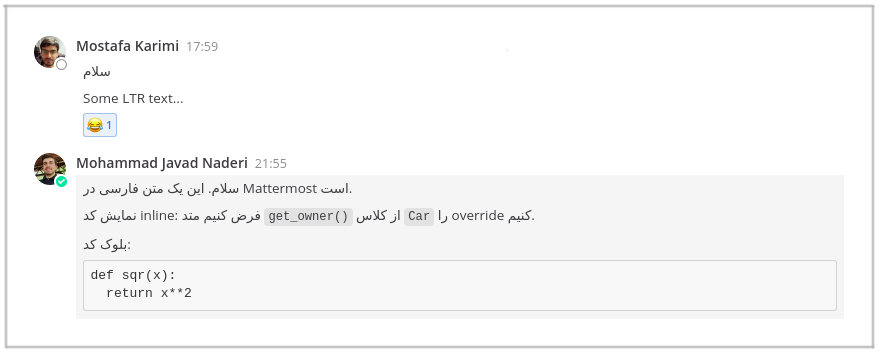 Mostafa Karimi 17:59
سلام
Some LTR text...
😂 1
Mohammad Javad Naderi 21:55
سلام. این یک متن فارسی در Mattermost است.
نمایش کد inline: فرض کنیم متد get_owner() از کلاس Car را override کنیم.
بلوک کد:
def sqr(x):
  return x**2